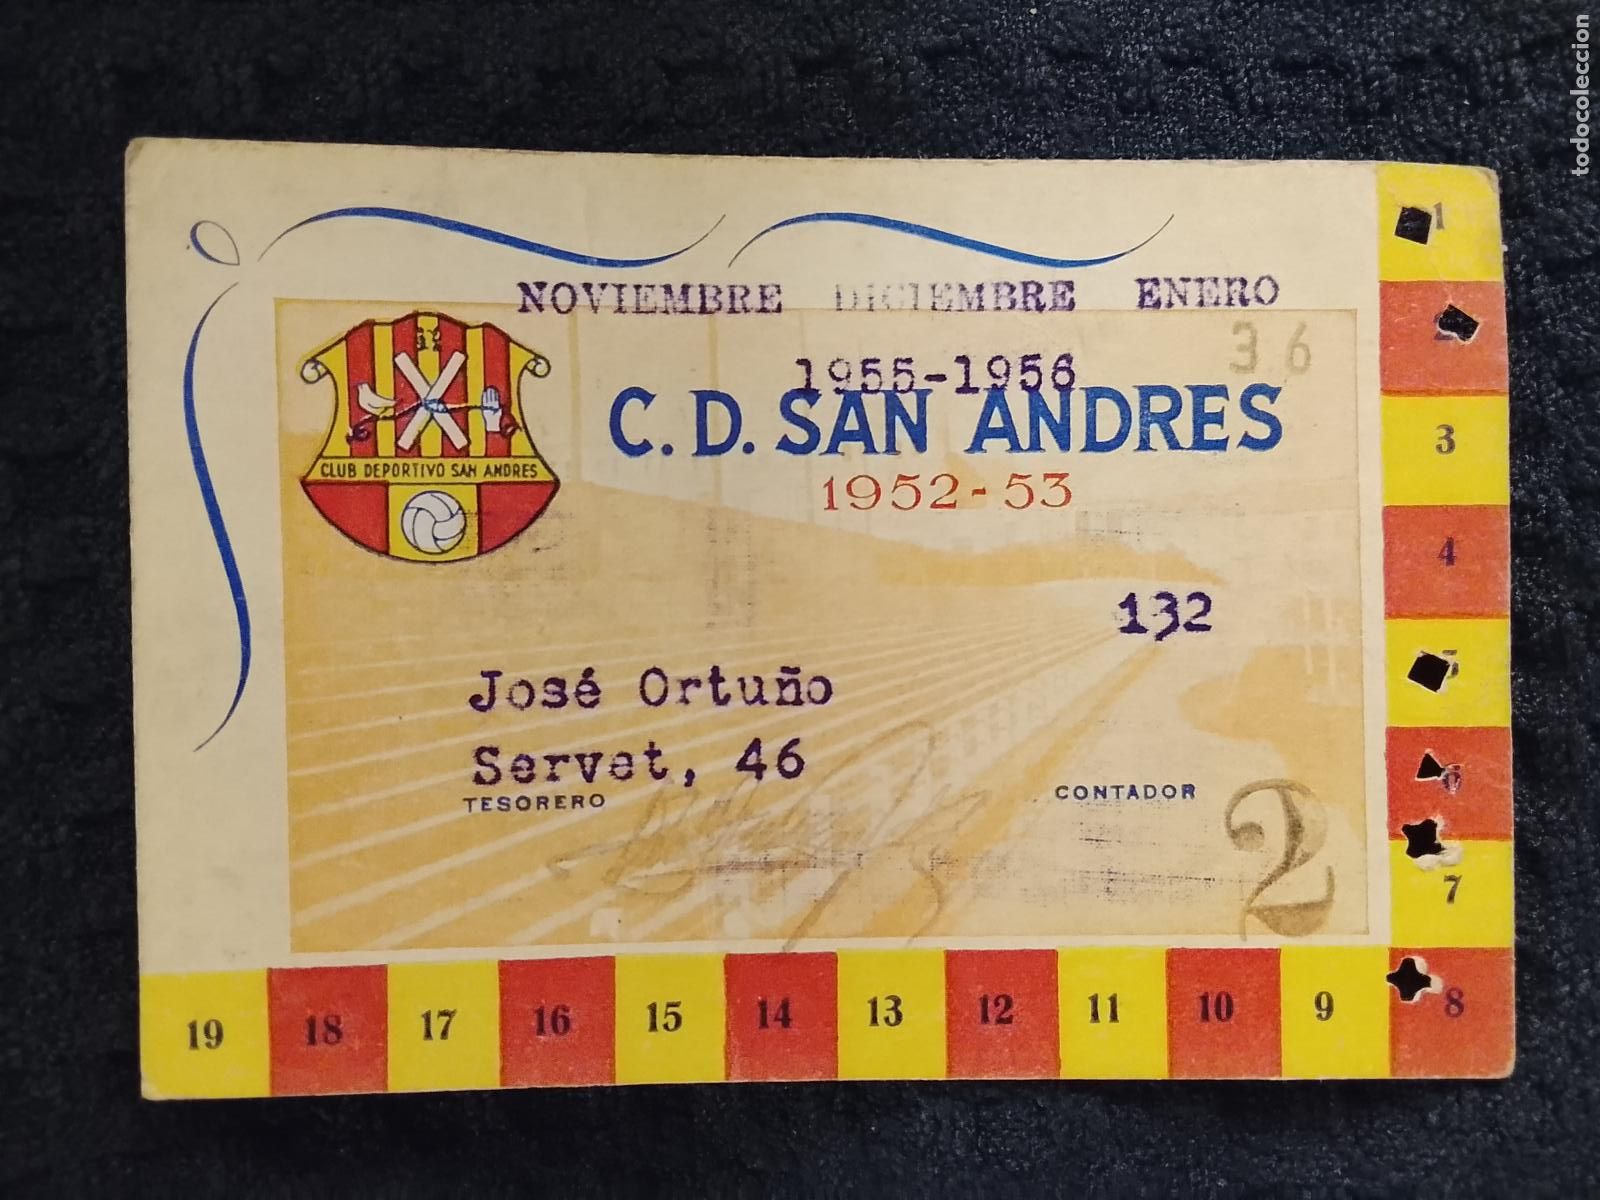 NOVIEMBRE DICIEMBRE ENERO
36
1955-1956
C.D. SAN ANDRES
1952-53
CLUB DEPORTIVO SAN ANDRES
132
José Ortuño
Servet, 46
TESORERO
CONTADOR
2
1
2
3
4
5
6
7
8
19 18 17 16 15 14 13 12 11 10 9
todocoleccion